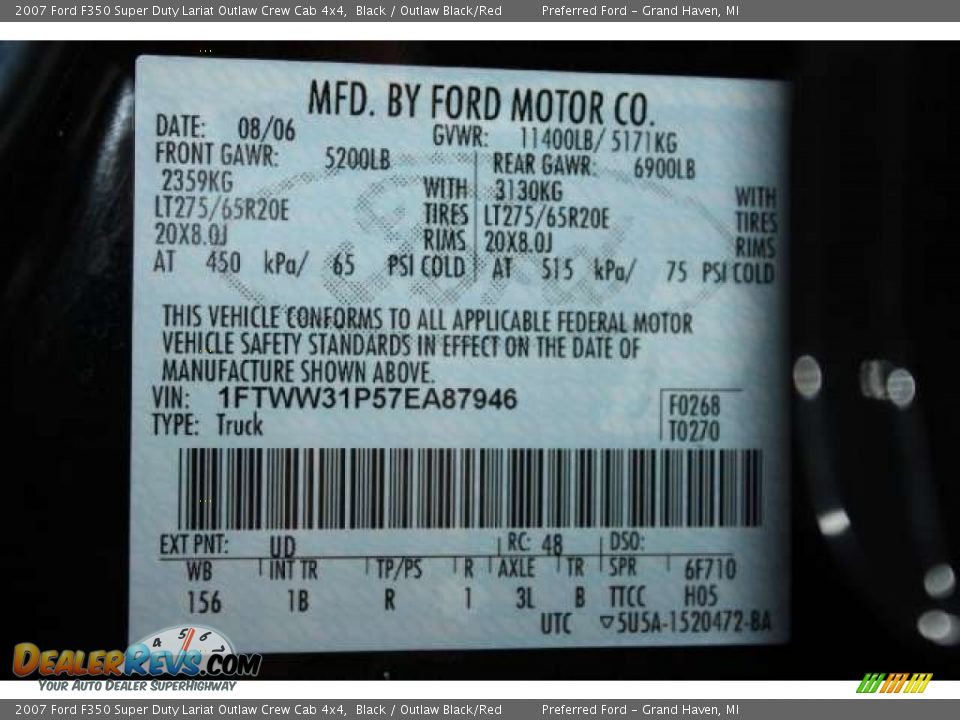 2007 Ford F350 Super Duty Lariat Outlaw Crew Cab 4x4, Black / Outlaw Black/Red Preferred Ford - Grand Haven, MI
MFD. BY FORD MOTOR CO.
DATE: 08/06 GVWR: 11400LB/ 5171KG
FRONT GAWR: 5200LB REAR GAWR: 6900LB
2359KG WITH 3130KG WITH
LT275/65R20E TIRES LT275/65R20E TIRES
20X8.0J RIMS 20X8.0J RIMS
AT 450 kPa/ 65 PSI COLD AT 515 kPa/ 75 PSI COLD
THIS VEHICLE CONFORMS TO ALL APPLICABLE FEDERAL MOTOR
VEHICLE SAFETY STANDARDS IN EFFECT ON THE DATE OF
MANUFACTURE SHOWN ABOVE.
VIN: 1FTWW31P57EA87946 F0268
TYPE: Truck T0270
EXT PNT: UD RC: 48 DSO:
WB INT TR TP/PS R AXLE TR SPR 6F710
156 1B R 1 3L B TTCC H05
UTC ▽5U5A-1520472-BA
4 5 6
DEALERREVS.COM
YOUR AUTO DEALER SUPERHIGHWAY
2007 Ford F350 Super Duty Lariat Outlaw Crew Cab 4x4, Black / Outlaw Black/Red Preferred Ford - Grand Haven, MI